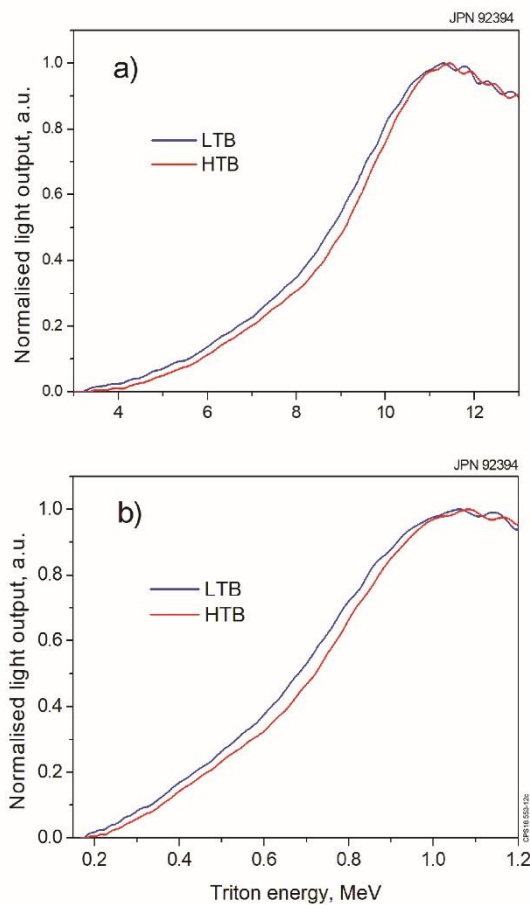 JPN 92394
a)
LTB
HTB
Normalised light output, a.u.
1.0
0.8
0.6
0.4
0.2
0.0
4 6 8 10 12
JPN 92394
b)
LTB
HTB
Normalised light output, a.u.
1.0
0.8
0.6
0.4
0.2
0.0
0.2 0.4 0.6 0.8 1.0 1.2
Triton energy, MeV